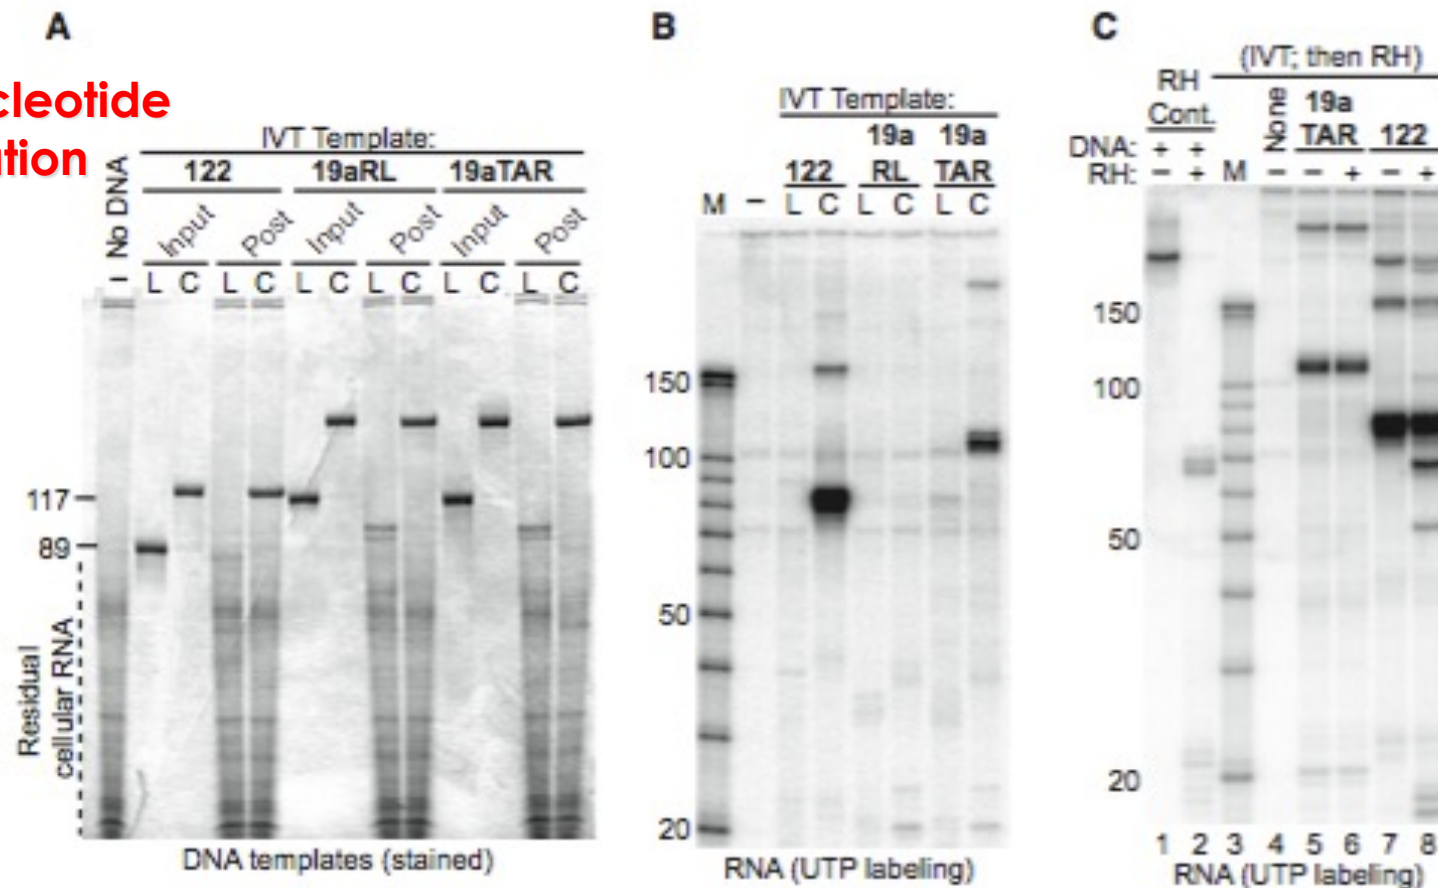 A
cleotide
ation
IVT Template:
No DNA
122 19aRL 19aTAR
Input Post Input Post Input Post
– L C L C L C L C L C L C
117
89
Residual
cellular RNA
DNA templates (stained)
B
IVT Template:
19a 19a
122 RL TAR
M – L C L C L C
150
100
50
20
RNA (UTP labeling)
C
(IVT; then RH)
RH
Cont.
None
19a
TAR 122
DNA: + +
RH: – + M – – + – +
150
100
50
20
1 2 3 4 5 6 7 8
RNA (UTP labeling)